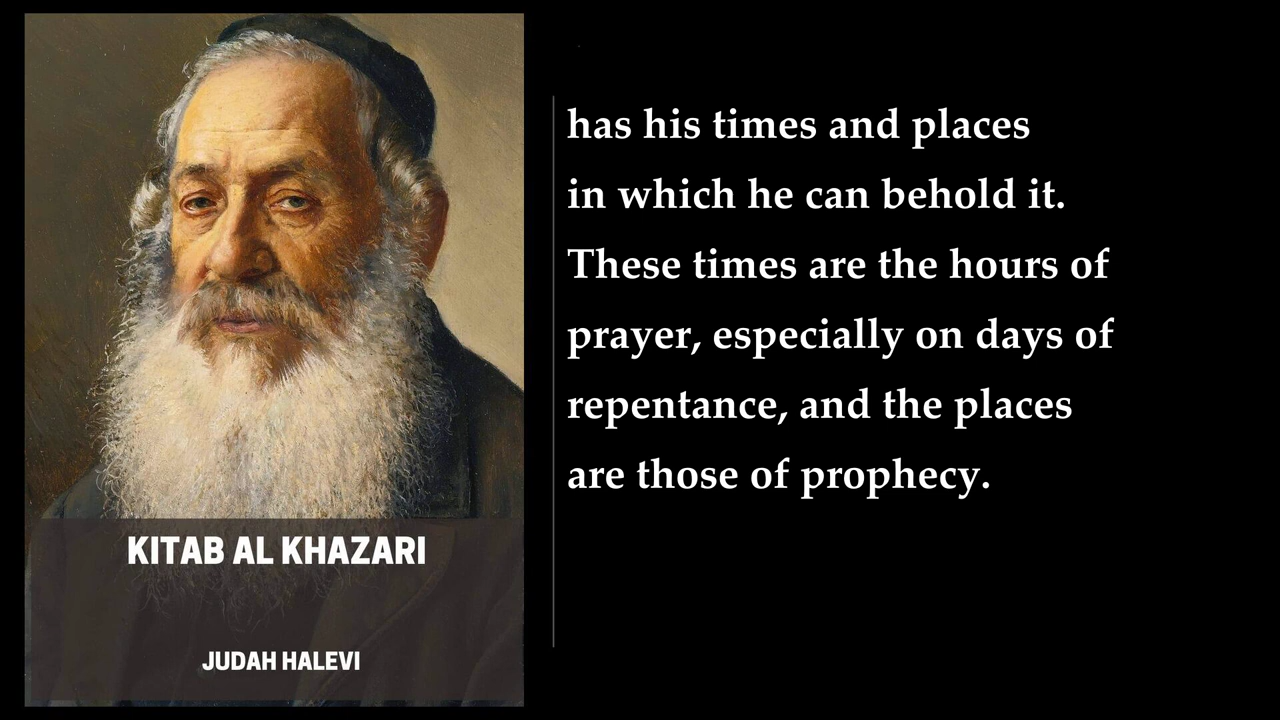 KITAB AL KHAZARI
JUDAH HALEVI
has his times and places
in which he can behold it.
These times are the hours of
prayer, especially on days of
repentance, and the places
are those of prophecy.